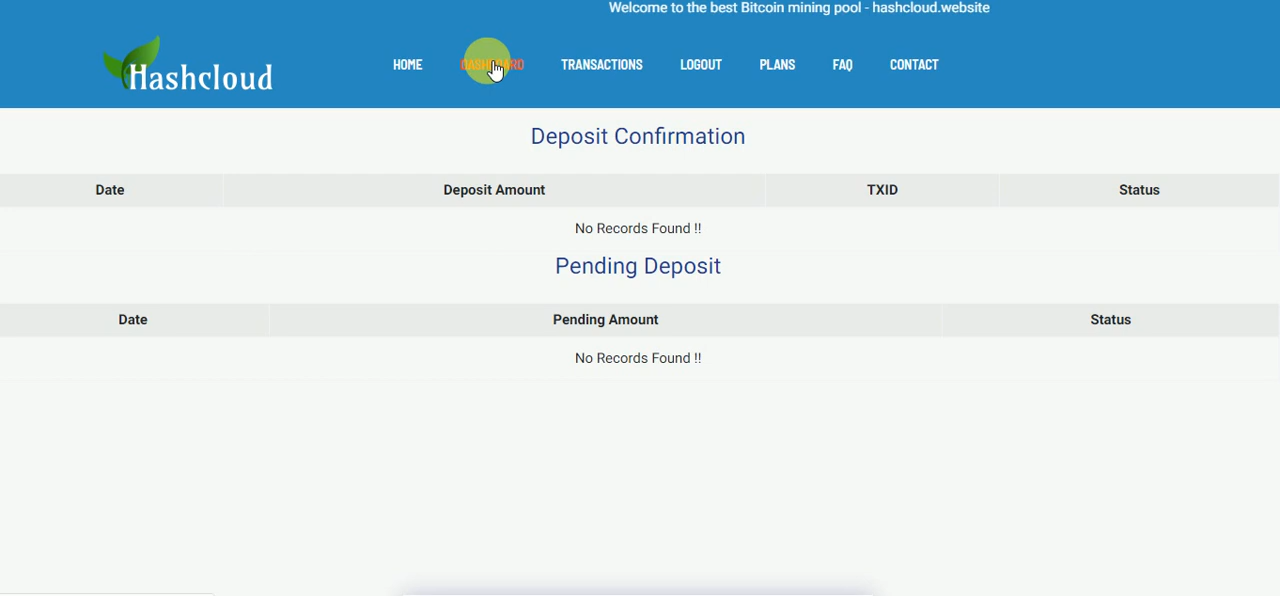 Welcome to the best Bitcoin mining pool - hashcloud.website
Hashcloud
HOME DASHBOARD TRANSACTIONS LOGOUT PLANS FAQ CONTACT
Deposit Confirmation
Date Deposit Amount TXID Status
No Records Found !!
Pending Deposit
Date Pending Amount Status
No Records Found !!